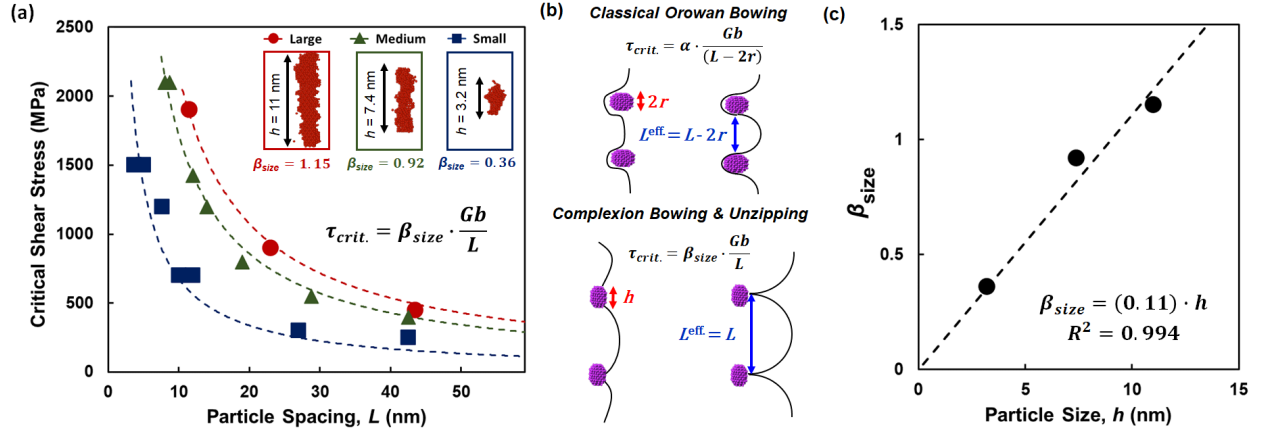 (a)
Critical Shear Stress (MPa)
2500
2000
1500
1000
500
0
0 10 20 30 40 50
Particle Spacing, L (nm)
Large Medium Small
h = 11 nm
h = 7.4 nm
h = 3.2 nm
β_size = 1.15 β_size = 0.92 β_size = 0.36
τ_crit. = β_size · Gb/L
(b)
Classical Orowan Bowing
τ_crit. = α · Gb/(L − 2r)
2r
L^eff. = L - 2r
Complexion Bowing & Unzipping
τ_crit. = β_size · Gb/L
h
L^eff. = L
(c)
β_size
1.5
1
0.5
0
0 5 10 15
Particle Size, h (nm)
β_size = (0.11) · h
R² = 0.994